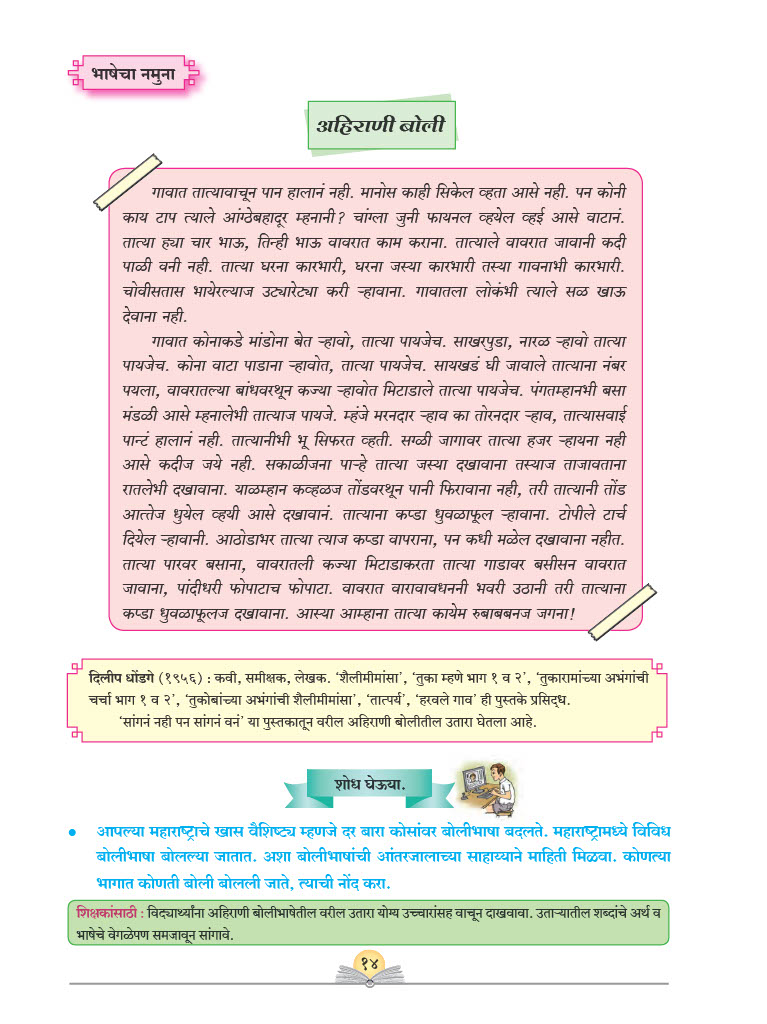 भाषेचा नमुना
अहिराणी बोली
गावात तात्यावाचून पान हालानं नही. मानोस काही सिकेल व्हता आसे नही. पन कोनी
काय टाप त्याले आंग्ठेबहादूर म्हनानी? चांग्ला जुनी फायनल व्हयेल व्हई आसे वाटानं.
तात्या ह्या चार भाऊ, तिन्ही भाऊ वावरात काम कराना. तात्याले वावरात जावानी कदी
पाळी वनी नही. तात्या घरना कारभारी, घरना जस्या कारभारी तस्या गावनाभी कारभारी.
चोवीसतास भायेरल्याज उट्यारेट्या करी ऱ्हावाना. गावातला लोकंभी त्याले सळ खाऊ
देवाना नही.
गावात कोनाकडे मांडोना बेत ऱ्हावो, तात्या पायजेच. साखरपुडा, नारळ ऱ्हावो तात्या
पायजेच. कोना वाटा पाडाना ऱ्हावोत, तात्या पायजेच. सायखडं घी जावाले तात्याना नंबर
पयला, वावरातल्या बांधवरथून कज्या ऱ्हावोत मिटाडाले तात्या पायजेच. पंगतम्हानभी बसा
मंडळी आसे म्हनालेभी तात्याज पायजे. म्हंजे मरनदार ऱ्हाव का तोरनदार ऱ्हाव, तात्यासवाई
पान्टं हालानं नही. तात्यानीभी भू सिफरत व्हती. सग्ळी जागावर तात्या हजर ऱ्हायना नही
आसे कदीज जये नही. सकाळीजना पाऱ्हे तात्या जस्या दखावाना तस्याज ताजावताना
रातलेभी दखावाना. याळम्हान कव्हळज तोंडवरथून पानी फिरावाना नही, तरी तात्यानी तोंड
आत्तेज धुयेल व्हयी आसे दखावानं. तात्याना कप्डा धुवळाफूल ऱ्हावाना. टोपीले टार्च
दियेल ऱ्हावानी. आठोडाभर तात्या त्याज कप्डा वापराना, पन कधी मळेल दखावाना नहीत.
तात्या पारवर बसाना, वावरातली कज्या मिटाडाकरता तात्या गाडावर बसीसन वावरात
जावाना, पांदीधरी फोपाटाच फोपाटा. वावरात वारावावधननी भवरी उठानी तरी तात्याना
कप्डा धुवळाफूलज दखावाना. आस्या आम्हाना तात्या कायेम रुबाबबनज जगना!
दिलीप धोंडगे (१९५६) : कवी, समीक्षक, लेखक. ‘शैलीमीमांसा’, ‘तुका म्हणे भाग १ व २’, ‘तुकारामांच्या अभंगांची
चर्चा भाग १ व २’, ‘तुकोबांच्या अभंगांची शैलीमीमांसा’, ‘तात्पर्य’, ‘हरवले गाव’ ही पुस्तके प्रसिद्ध.
‘सांगनं नही पन सांगनं वनं’ या पुस्तकातून वरील अहिराणी बोलीतील उतारा घेतला आहे.
शोध घेऊया.
• आपल्या महाराष्ट्राचे खास वैशिष्ट्य म्हणजे दर बारा कोसांवर बोलीभाषा बदलते. महाराष्ट्रामध्ये विविध
बोलीभाषा बोलल्या जातात. अशा बोलीभाषांची आंतरजालाच्या साहाय्याने माहिती मिळवा. कोणत्या
भागात कोणती बोली बोलली जाते, त्याची नोंद करा.
शिक्षकांसाठी : विद्यार्थ्यांना अहिराणी बोलीभाषेतील वरील उतारा योग्य उच्चारांसह वाचून दाखवावा. उताऱ्यातील शब्दांचे अर्थ व
भाषेचे वेगळेपण समजावून सांगावे.
१४